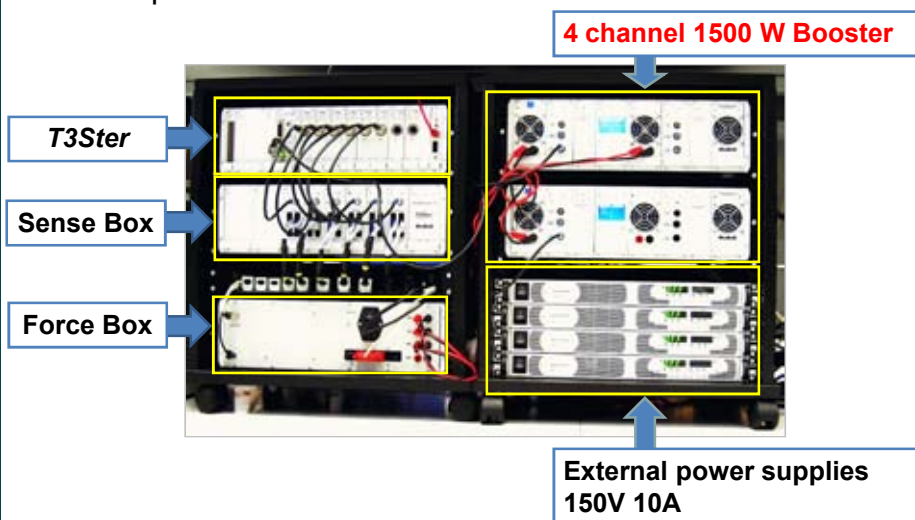 4 channel 1500 W Booster
T3Ster
Sense Box
Force Box
External power supplies
150V 10A